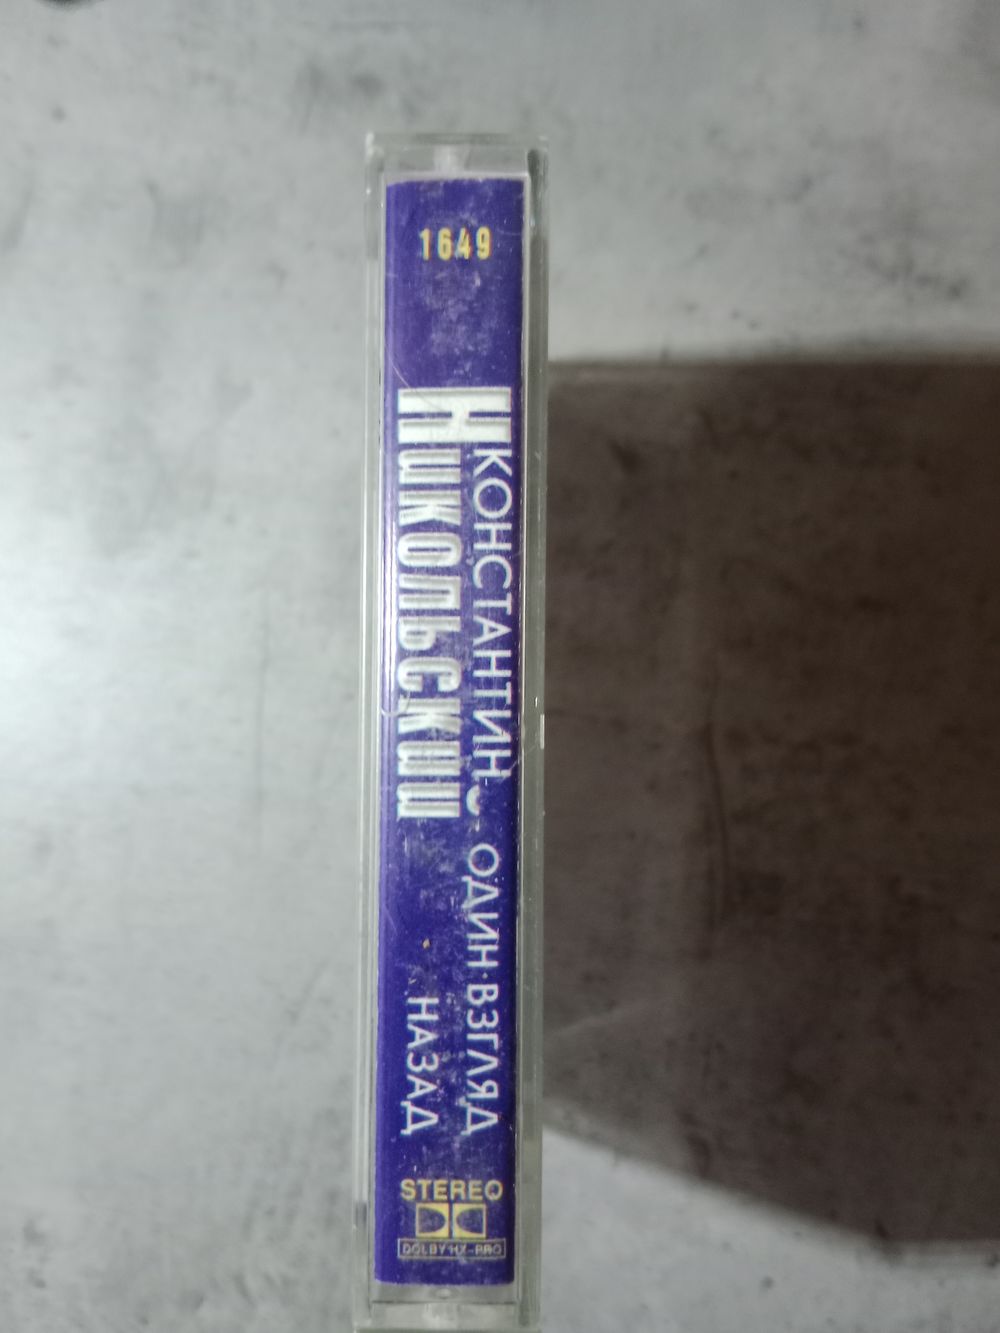 1649
КОНСТАНТИН
Никольский
ОДИН·ВЗГЛЯД
НАЗАД
STEREO
DOLBY HX-PRO